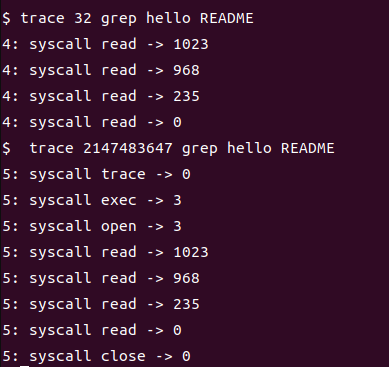 $ trace 32 grep hello README
4: syscall read -> 1023
4: syscall read -> 968
4: syscall read -> 235
4: syscall read -> 0
$  trace 2147483647 grep hello README
5: syscall trace -> 0
5: syscall exec -> 3
5: syscall open -> 3
5: syscall read -> 1023
5: syscall read -> 968
5: syscall read -> 235
5: syscall read -> 0
5: syscall close -> 0